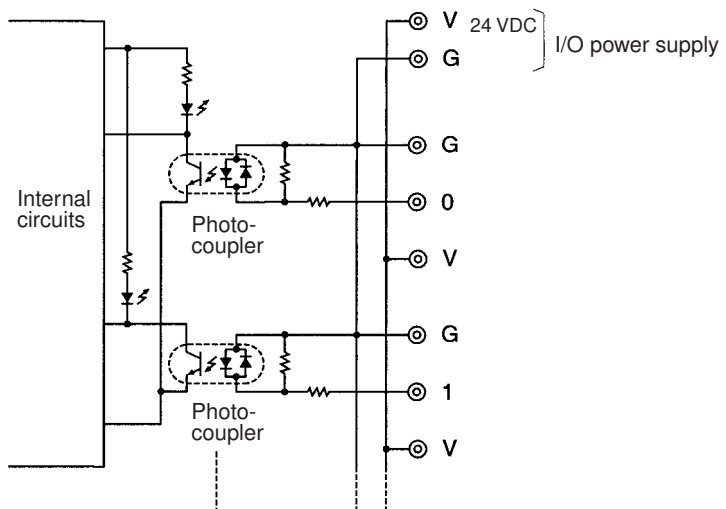 V 24 VDC
I/O power supply
G
G
Internal
circuits
0
Photo-
coupler
V
G
1
Photo-
coupler
V